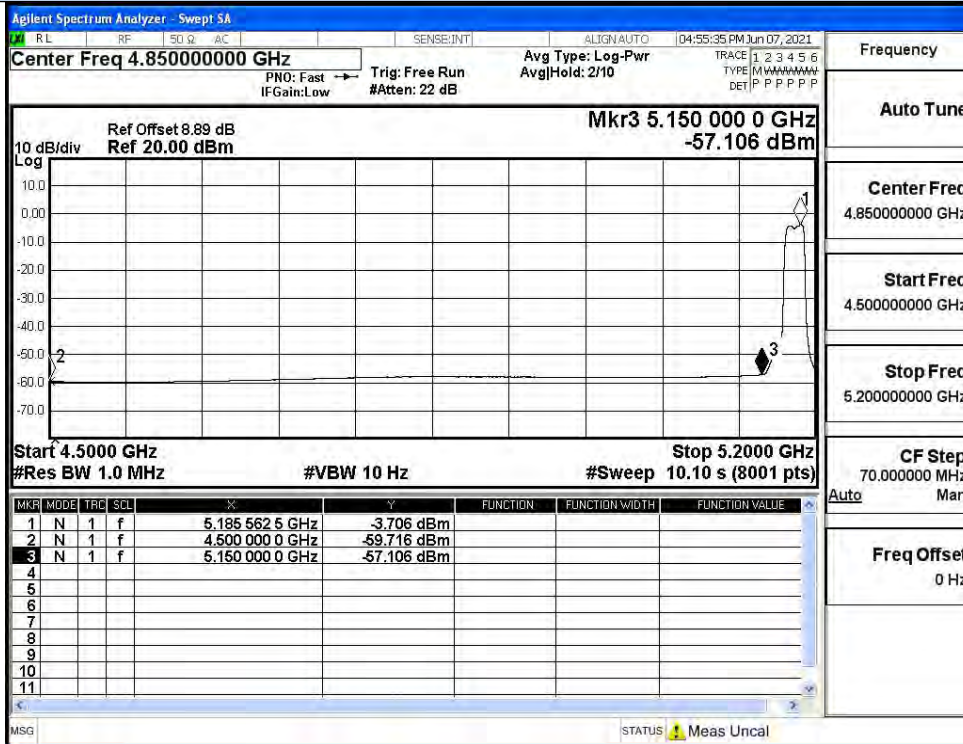 Agilent Spectrum Analyzer - Swept SA
LXI RL RF 50 Ω AC SENSE:INT ALIGNAUTO 04:55:35 PM Jun 07, 2021
Center Freq 4.850000000 GHz
PNO: Fast Trig: Free Run
IFGain:Low #Atten: 22 dB
Avg Type: Log-Pwr
Avg|Hold: 2/10
TRACE 1 2 3 4 5 6
TYPE M WWWWW
DET P P P P P P
Mkr3 5.150 000 0 GHz
-57.106 dBm
Ref Offset 8.89 dB
10 dB/div Ref 20.00 dBm
Log
10.0
0.00
-10.0
-20.0
-30.0
-40.0
-50.0
-60.0
-70.0
1
2
3
Start 4.5000 GHz Stop 5.2000 GHz
#Res BW 1.0 MHz #VBW 10 Hz #Sweep 10.10 s (8001 pts)
MKR MODE TRC SCL X Y FUNCTION FUNCTION WIDTH FUNCTION VALUE
1 N 1 f 5.185 562 5 GHz -3.706 dBm
2 N 1 f 4.500 000 0 GHz -59.716 dBm
3 N 1 f 5.150 000 0 GHz -57.106 dBm
4
5
6
7
8
9
10
11
MSG STATUS Meas Uncal
Frequency
Auto Tune
Center Freq
4.850000000 GHz
Start Freq
4.500000000 GHz
Stop Freq
5.200000000 GHz
CF Step
70.000000 MHz
Auto Man
Freq Offset
0 Hz